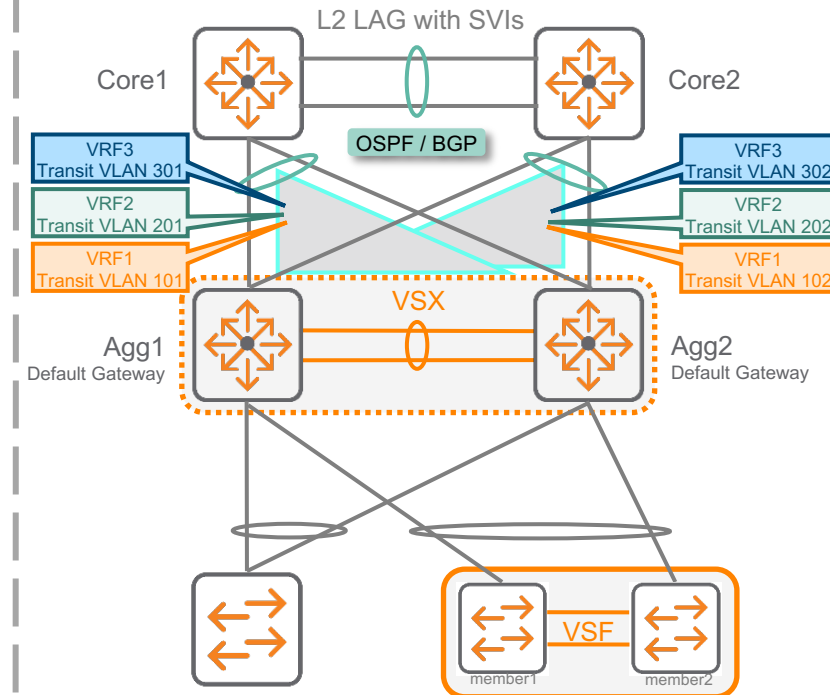 L2 LAG with SVIs
Core1
Core2
OSPF / BGP
VRF3
Transit VLAN 301
VRF2
Transit VLAN 201
VRF1
Transit VLAN 101
VRF3
Transit VLAN 302
VRF2
Transit VLAN 202
VRF1
Transit VLAN 102
VSX
Agg1
Default Gateway
Agg2
Default Gateway
VSF
member1
member2